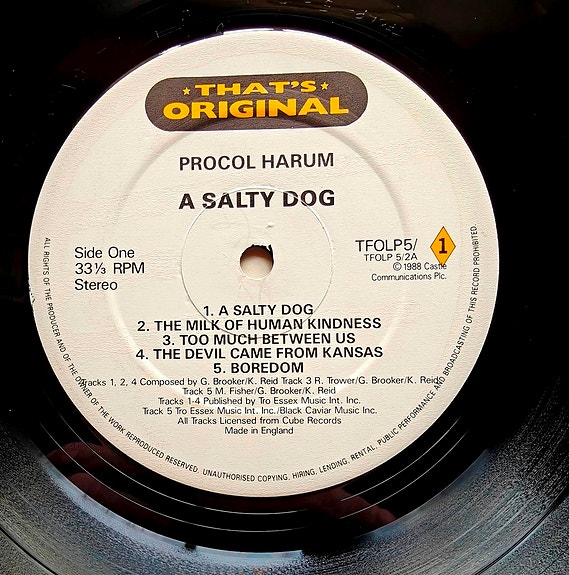 ★THAT'S★
ORIGINAL
PROCOL HARUM
A SALTY DOG
Side One
33⅓ RPM
Stereo
TFOLP5/ 1
TFOLP 5/2A
© 1988 Castle
Communications Plc.
1. A SALTY DOG
2. THE MILK OF HUMAN KINDNESS
3. TOO MUCH BETWEEN US
4. THE DEVIL CAME FROM KANSAS
5. BOREDOM
Tracks 1, 2, 4 Composed by G. Brooker/K. Reid Track 3 R. Trower/G. Brooker/K. Reid
Track 5 M. Fisher/G. Brooker/K. Reid
Tracks 1-4 Published by Tro Essex Music Int. Inc.
Track 5 Tro Essex Music Int. Inc./Black Caviar Music Inc.
All Tracks Licensed from Cube Records
Made in England
ALL RIGHTS OF THE PRODUCER AND OF THE OWNER OF THE WORK REPRODUCED RESERVED. UNAUTHORISED COPYING, HIRING, LENDING, RENTAL, PUBLIC PERFORMANCE AND BROADCASTING OF THIS RECORD PROHIBITED.